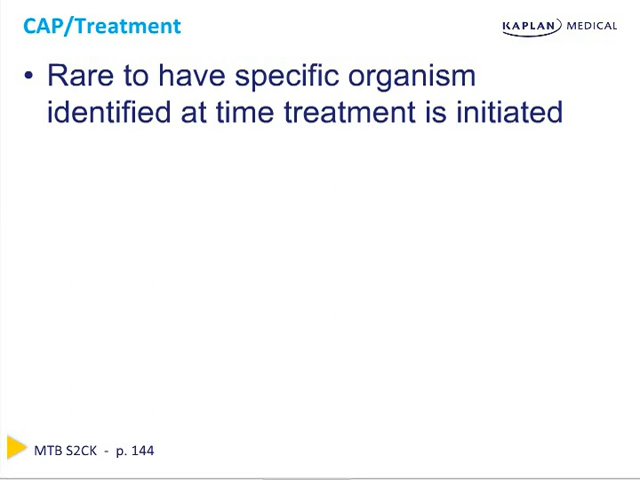 CAP/Treatment
KAPLAN MEDICAL
• Rare to have specific organism
identified at time treatment is initiated
MTB S2CK - p. 144